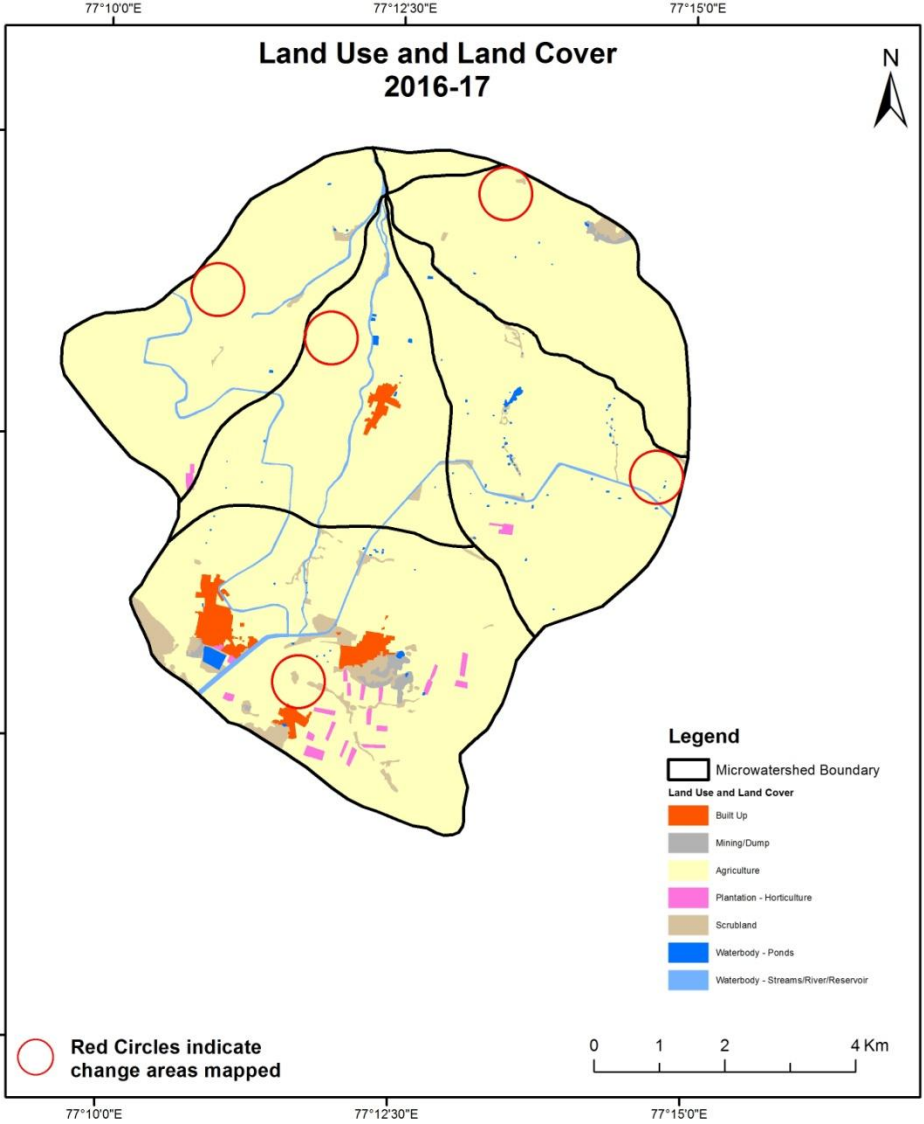 77°10'0"E 77°12'30"E 77°15'0"E
Land Use and Land Cover
2016-17
N
Legend
Microwatershed Boundary
Land Use and Land Cover
Built Up
Mining/Dump
Agriculture
Plantation - Horticulture
Scrubland
Waterbody - Ponds
Waterbody - Streams/River/Reservoir
Red Circles indicate
change areas mapped
0 1 2 4 Km
77°10'0"E 77°12'30"E 77°15'0"E